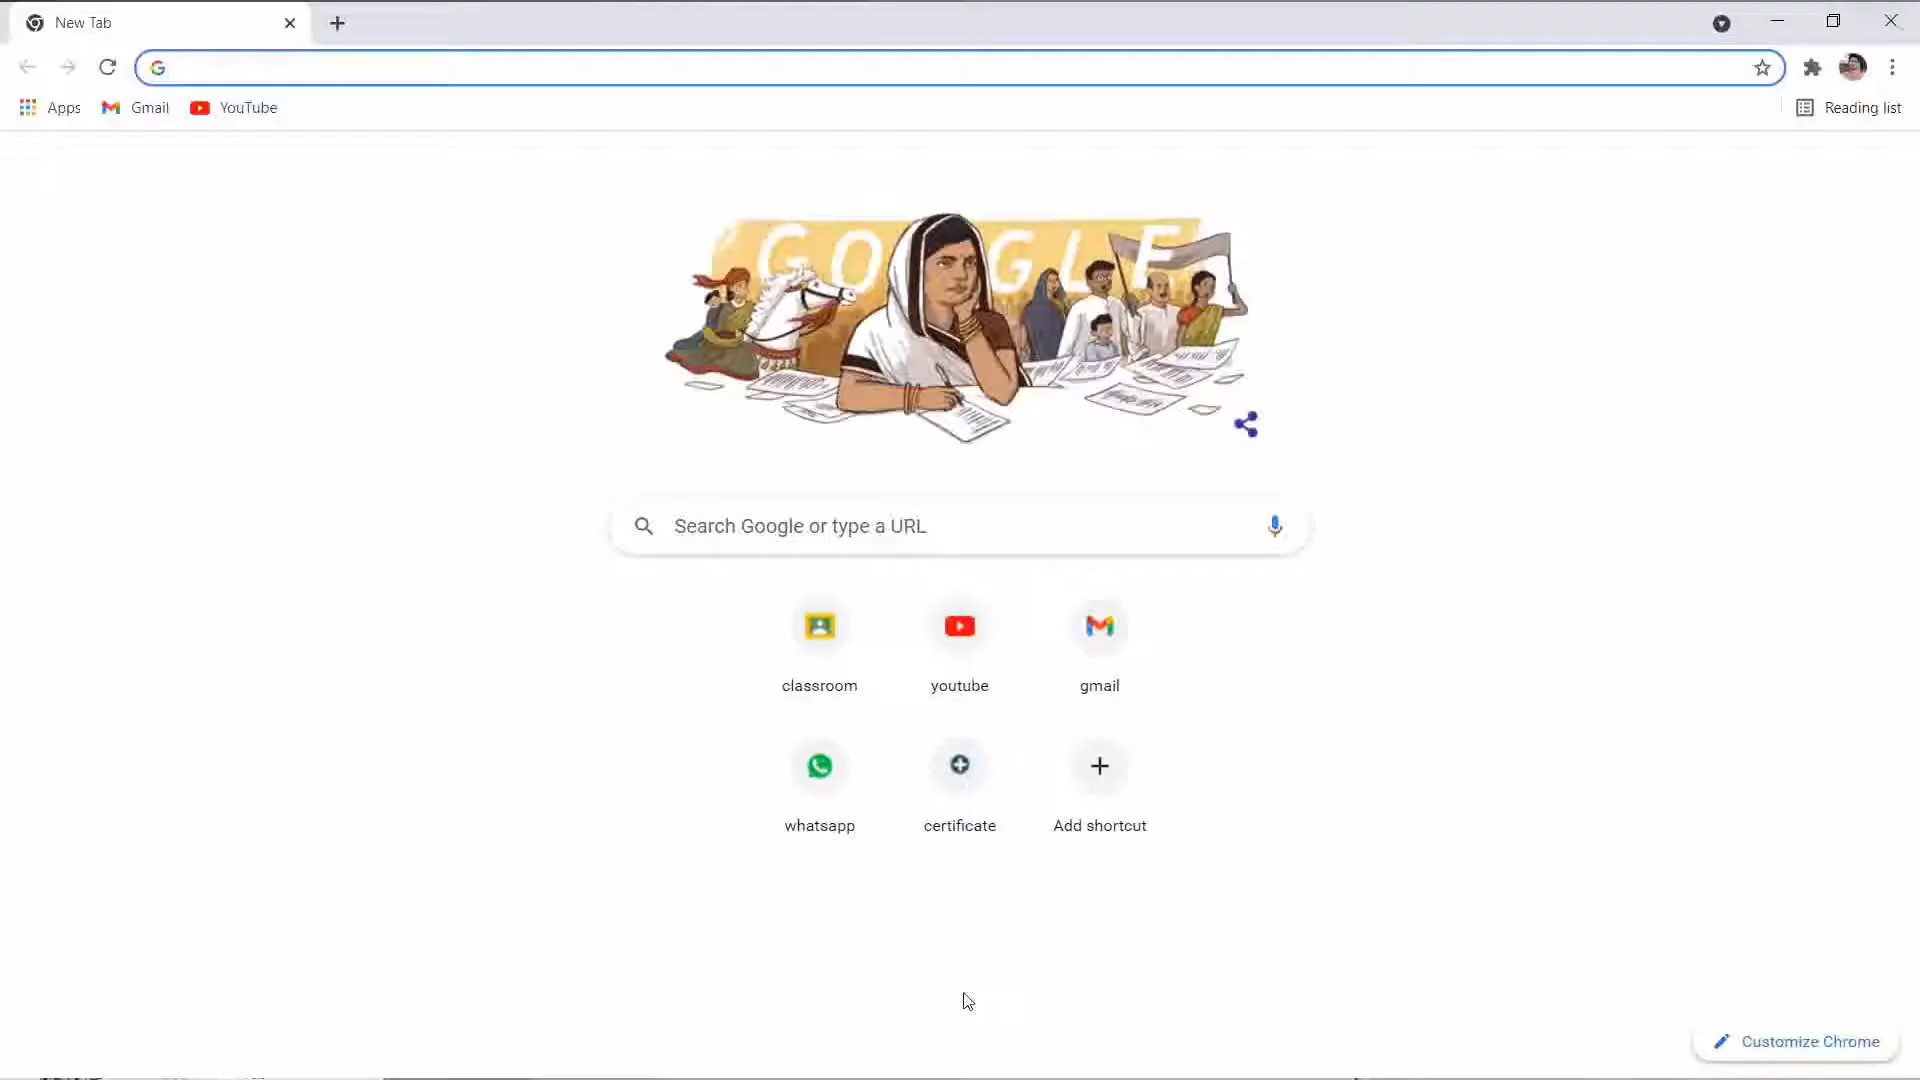 New Tab
Apps
Gmail
YouTube
Reading list
GOOGLE
Search Google or type a URL
classroom
youtube
gmail
whatsapp
certificate
Add shortcut
Customize Chrome